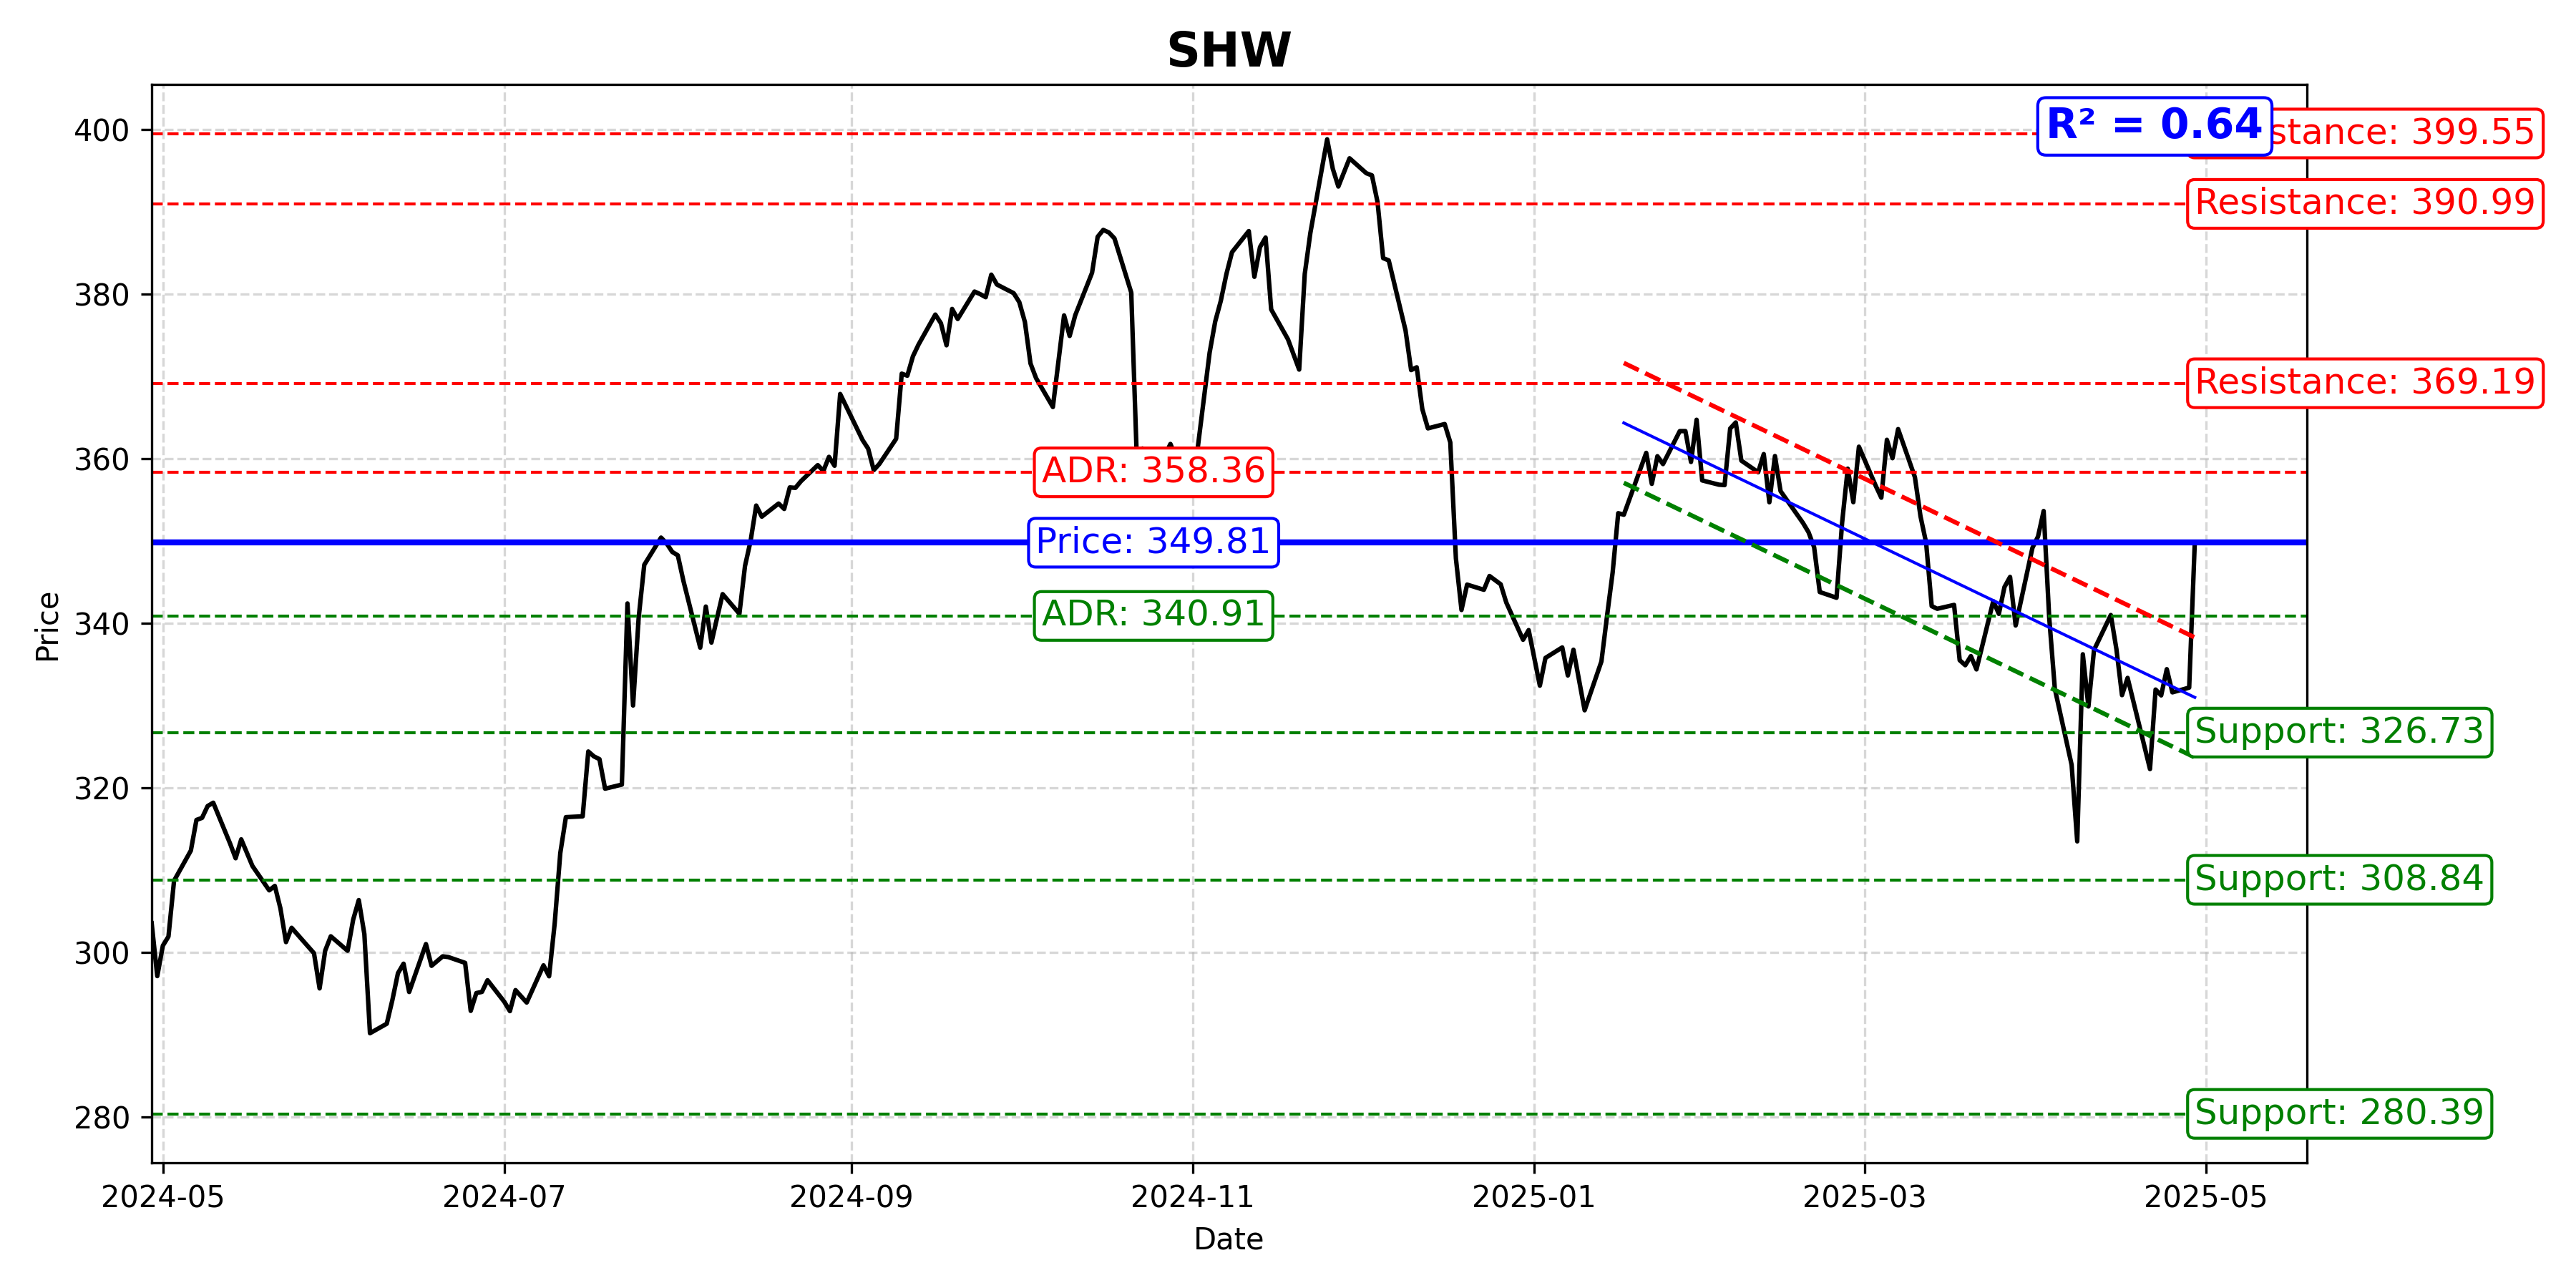 SHW
400
380
360
340
320
300
280
Price
R² = 0.64
stance: 399.55
Resistance: 390.99
Resistance: 369.19
ADR: 358.36
Price: 349.81
ADR: 340.91
Support: 326.73
Support: 308.84
Support: 280.39
2024-05
2024-07
2024-09
2024-11
2025-01
2025-03
2025-05
Date